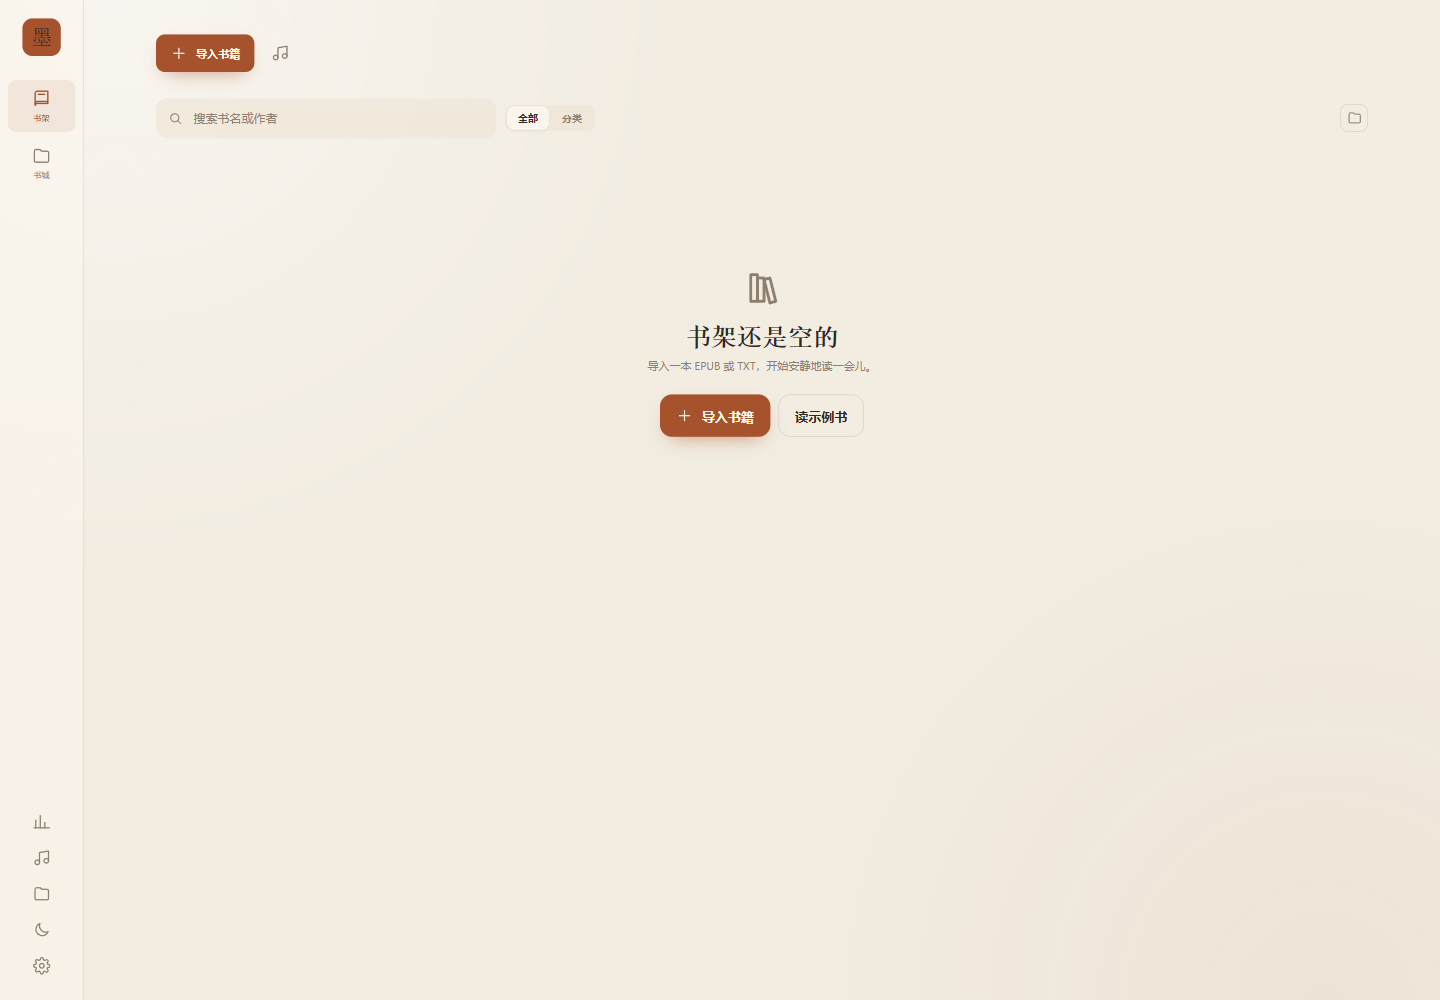 墨
书架
书城
导入书籍
搜索书名或作者
全部
分类
书架还是空的
导入一本 EPUB 或 TXT，开始安静地读一会儿。
导入书籍
读示例书